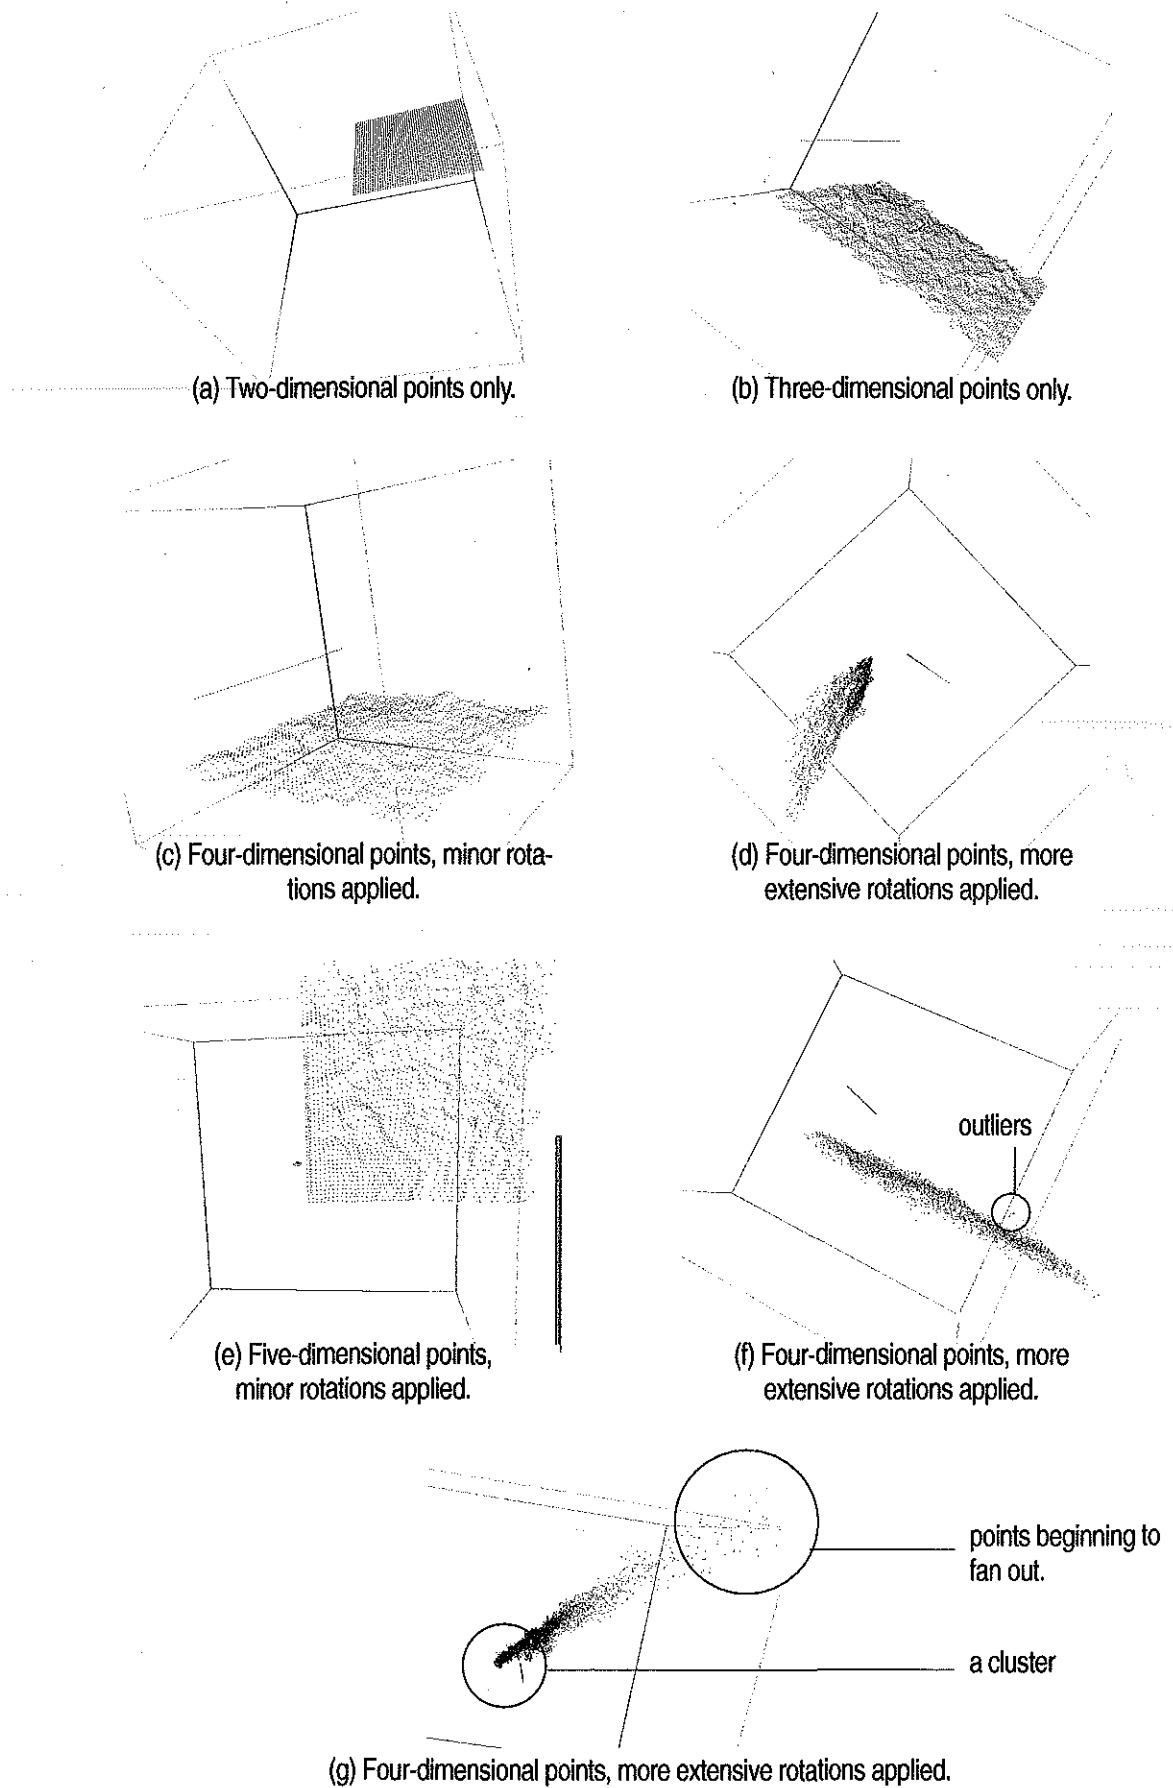 (a) Two-dimensional points only.
(b) Three-dimensional points only.
(c) Four-dimensional points, minor rota-
tions applied.
(d) Four-dimensional points, more
extensive rotations applied.
outliers
(e) Five-dimensional points,
minor rotations applied.
(f) Four-dimensional points, more
extensive rotations applied.
points beginning to
fan out.
a cluster
(g) Four-dimensional points, more extensive rotations applied.